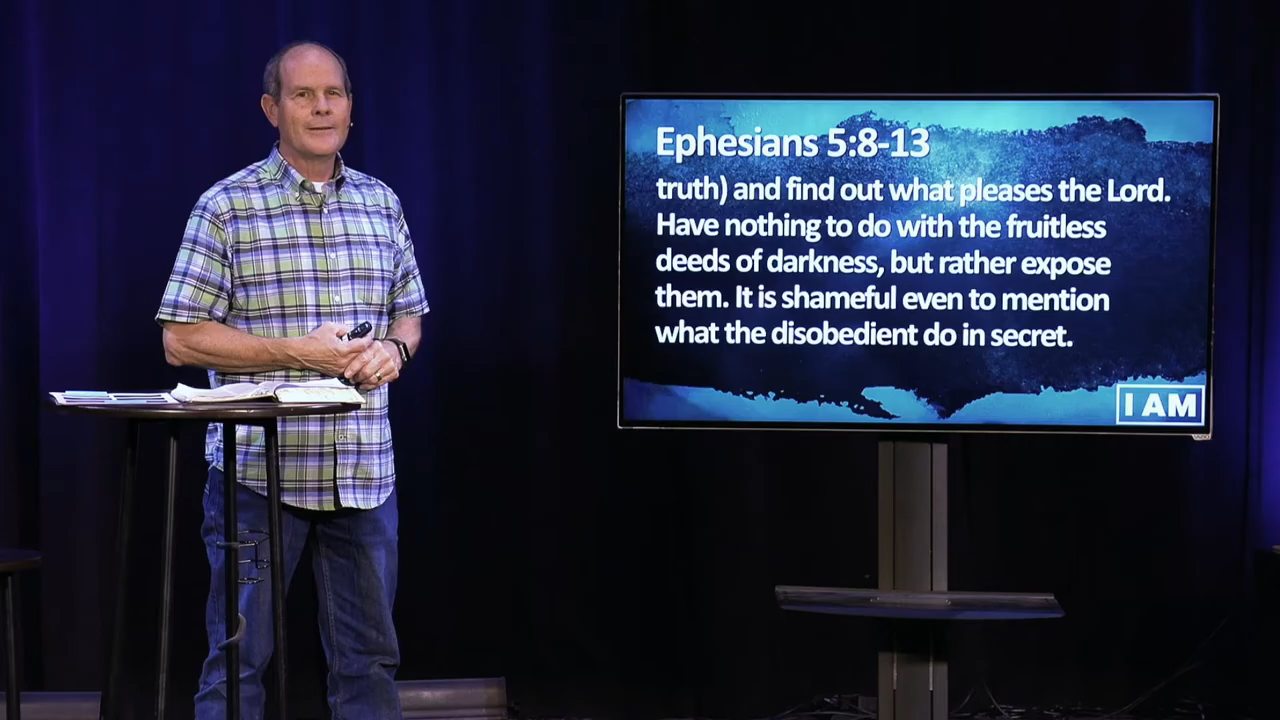 Ephesians 5:8-13
truth) and find out what pleases the Lord.
Have nothing to do with the fruitless
deeds of darkness, but rather expose
them. It is shameful even to mention
what the disobedient do in secret.
I AM
VIZIO